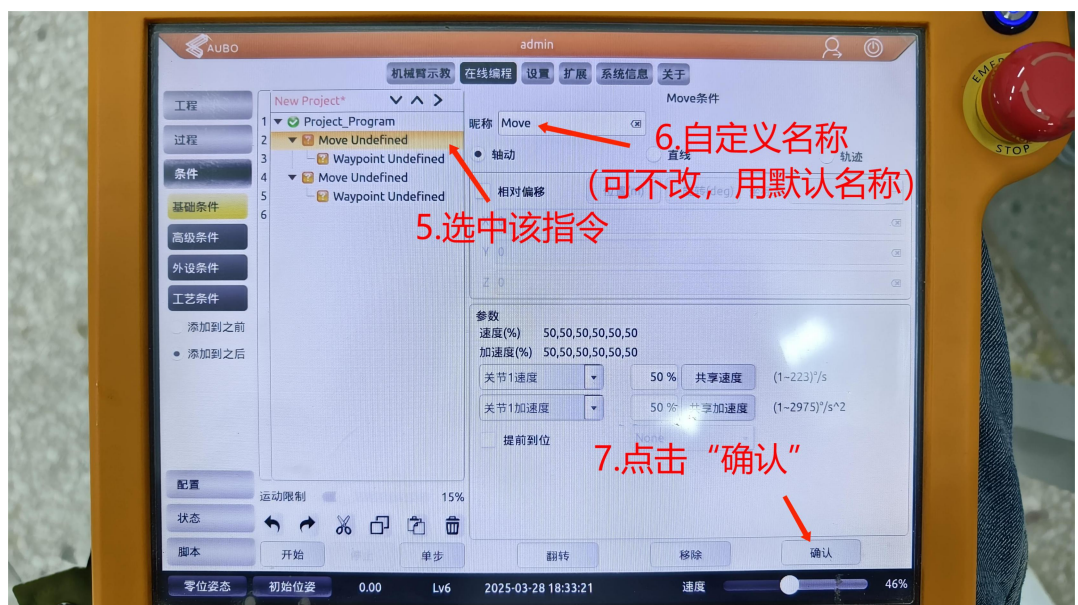 AUBO
admin
机械臂示教 在线编程 设置 扩展 系统信息 关于
工程
过程
条件
基础条件
高级条件
外设条件
工艺条件
添加到之前
添加到之后
配置
状态
脚本
New Project*
1 Project_Program
2 Move Undefined
3 Waypoint Undefined
4 Move Undefined
5 Waypoint Undefined
6
5.选中该指令
运动限制 15%
开始 单步
Move条件
昵称 Move
6.自定义名称
(可不改，用默认名称)
轴动 直线 轨迹
相对偏移
Y 0
Z 0
参数
速度(%) 50,50,50,50,50,50
加速度(%) 50,50,50,50,50,50
关节1速度 50 % 共享速度 (1~223)°/s
关节1加速度 50 % 共享加速度 (1~2975)°/s^2
提前到位 None
7.点击“确认”
翻转 移除 确认
零位姿态 初始位姿 0.00 Lv6 2025-03-28 18:33:21 速度 46%
STOP